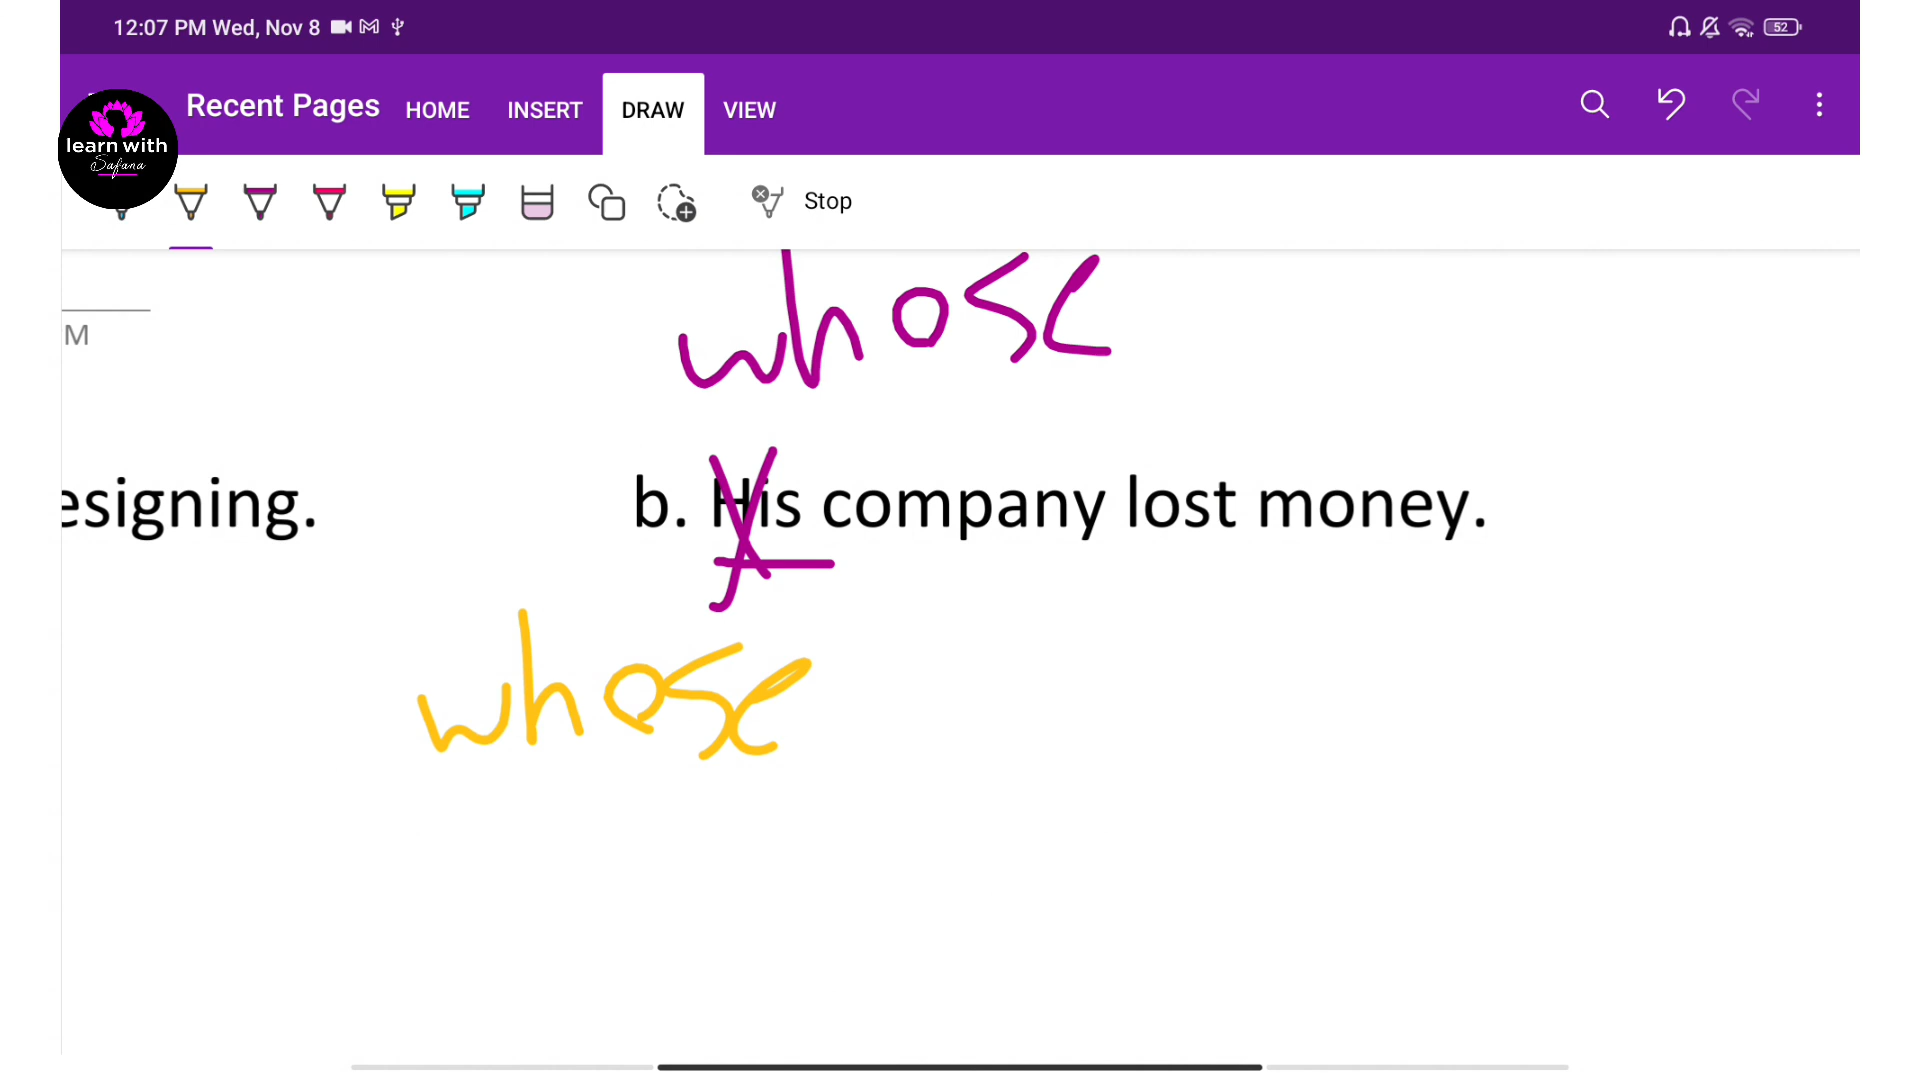 12:07 PM Wed, Nov 8
52
learn with
Safana
Recent Pages HOME INSERT DRAW VIEW
Stop
whose
M
esigning. b. His company lost money.
whose